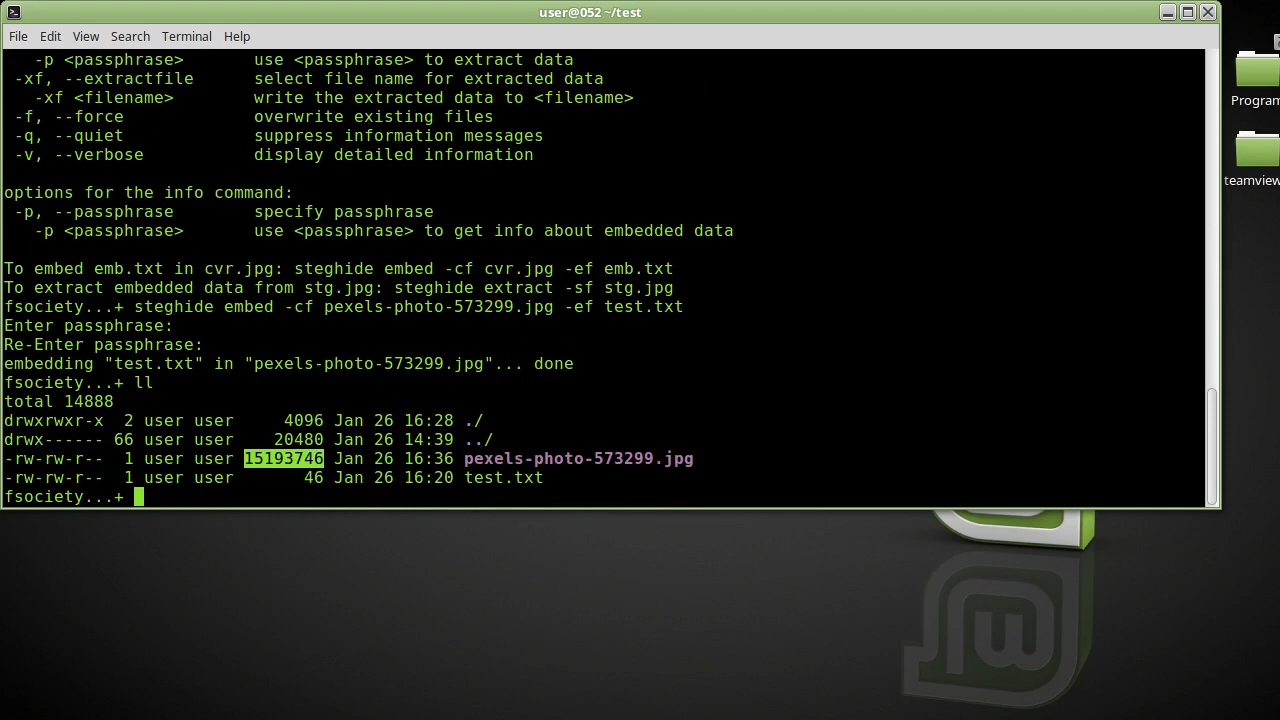 user@052 ~/test
File Edit View Search Terminal Help
-p <passphrase> use <passphrase> to extract data
-xf, --extractfile select file name for extracted data
-xf <filename> write the extracted data to <filename>
-f, --force overwrite existing files
-q, --quiet suppress information messages
-v, --verbose display detailed information
options for the info command:
-p, --passphrase specify passphrase
-p <passphrase> use <passphrase> to get info about embedded data
To embed emb.txt in cvr.jpg: steghide embed -cf cvr.jpg -ef emb.txt
To extract embedded data from stg.jpg: steghide extract -sf stg.jpg
fsociety...+ steghide embed -cf pexels-photo-573299.jpg -ef test.txt
Enter passphrase:
Re-Enter passphrase:
embedding "test.txt" in "pexels-photo-573299.jpg"... done
fsociety...+ ll
total 14888
drwxrwxr-x 2 user user 4096 Jan 26 16:28 ./
drwx------ 66 user user 20480 Jan 26 14:39 ../
-rw-rw-r-- 1 user user 15193746 Jan 26 16:36 pexels-photo-573299.jpg
-rw-rw-r-- 1 user user 46 Jan 26 16:20 test.txt
fsociety...+
Program
teamview